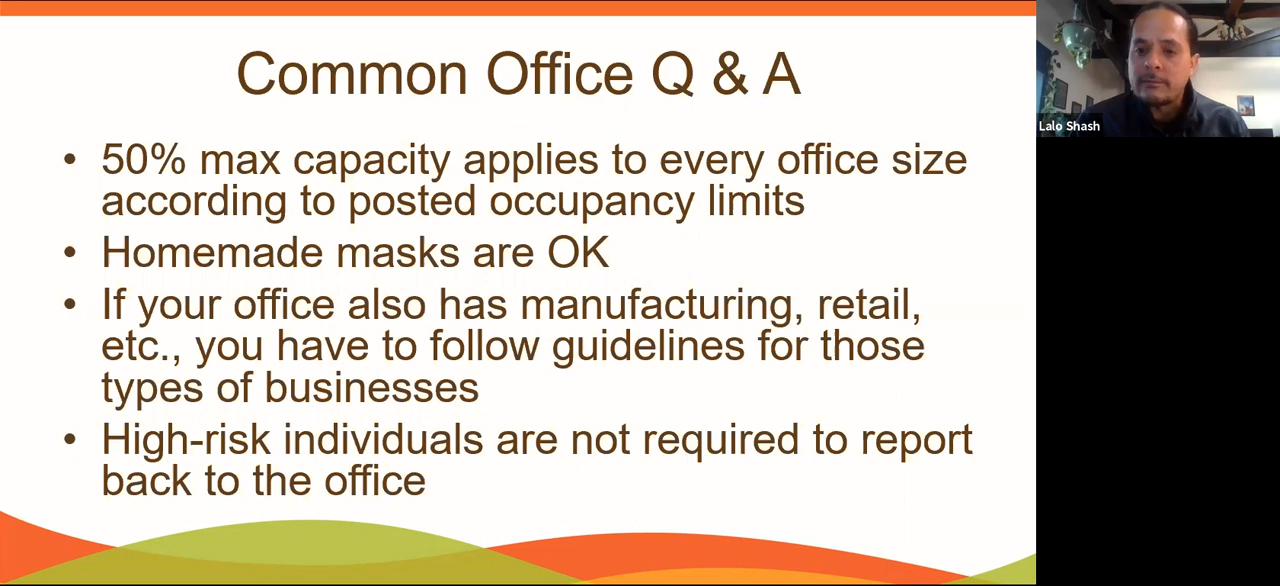 Common Office Q & A
• 50% max capacity applies to every office size
according to posted occupancy limits
• Homemade masks are OK
• If your office also has manufacturing, retail,
etc., you have to follow guidelines for those
types of businesses
• High-risk individuals are not required to report
back to the office
Lalo Shash